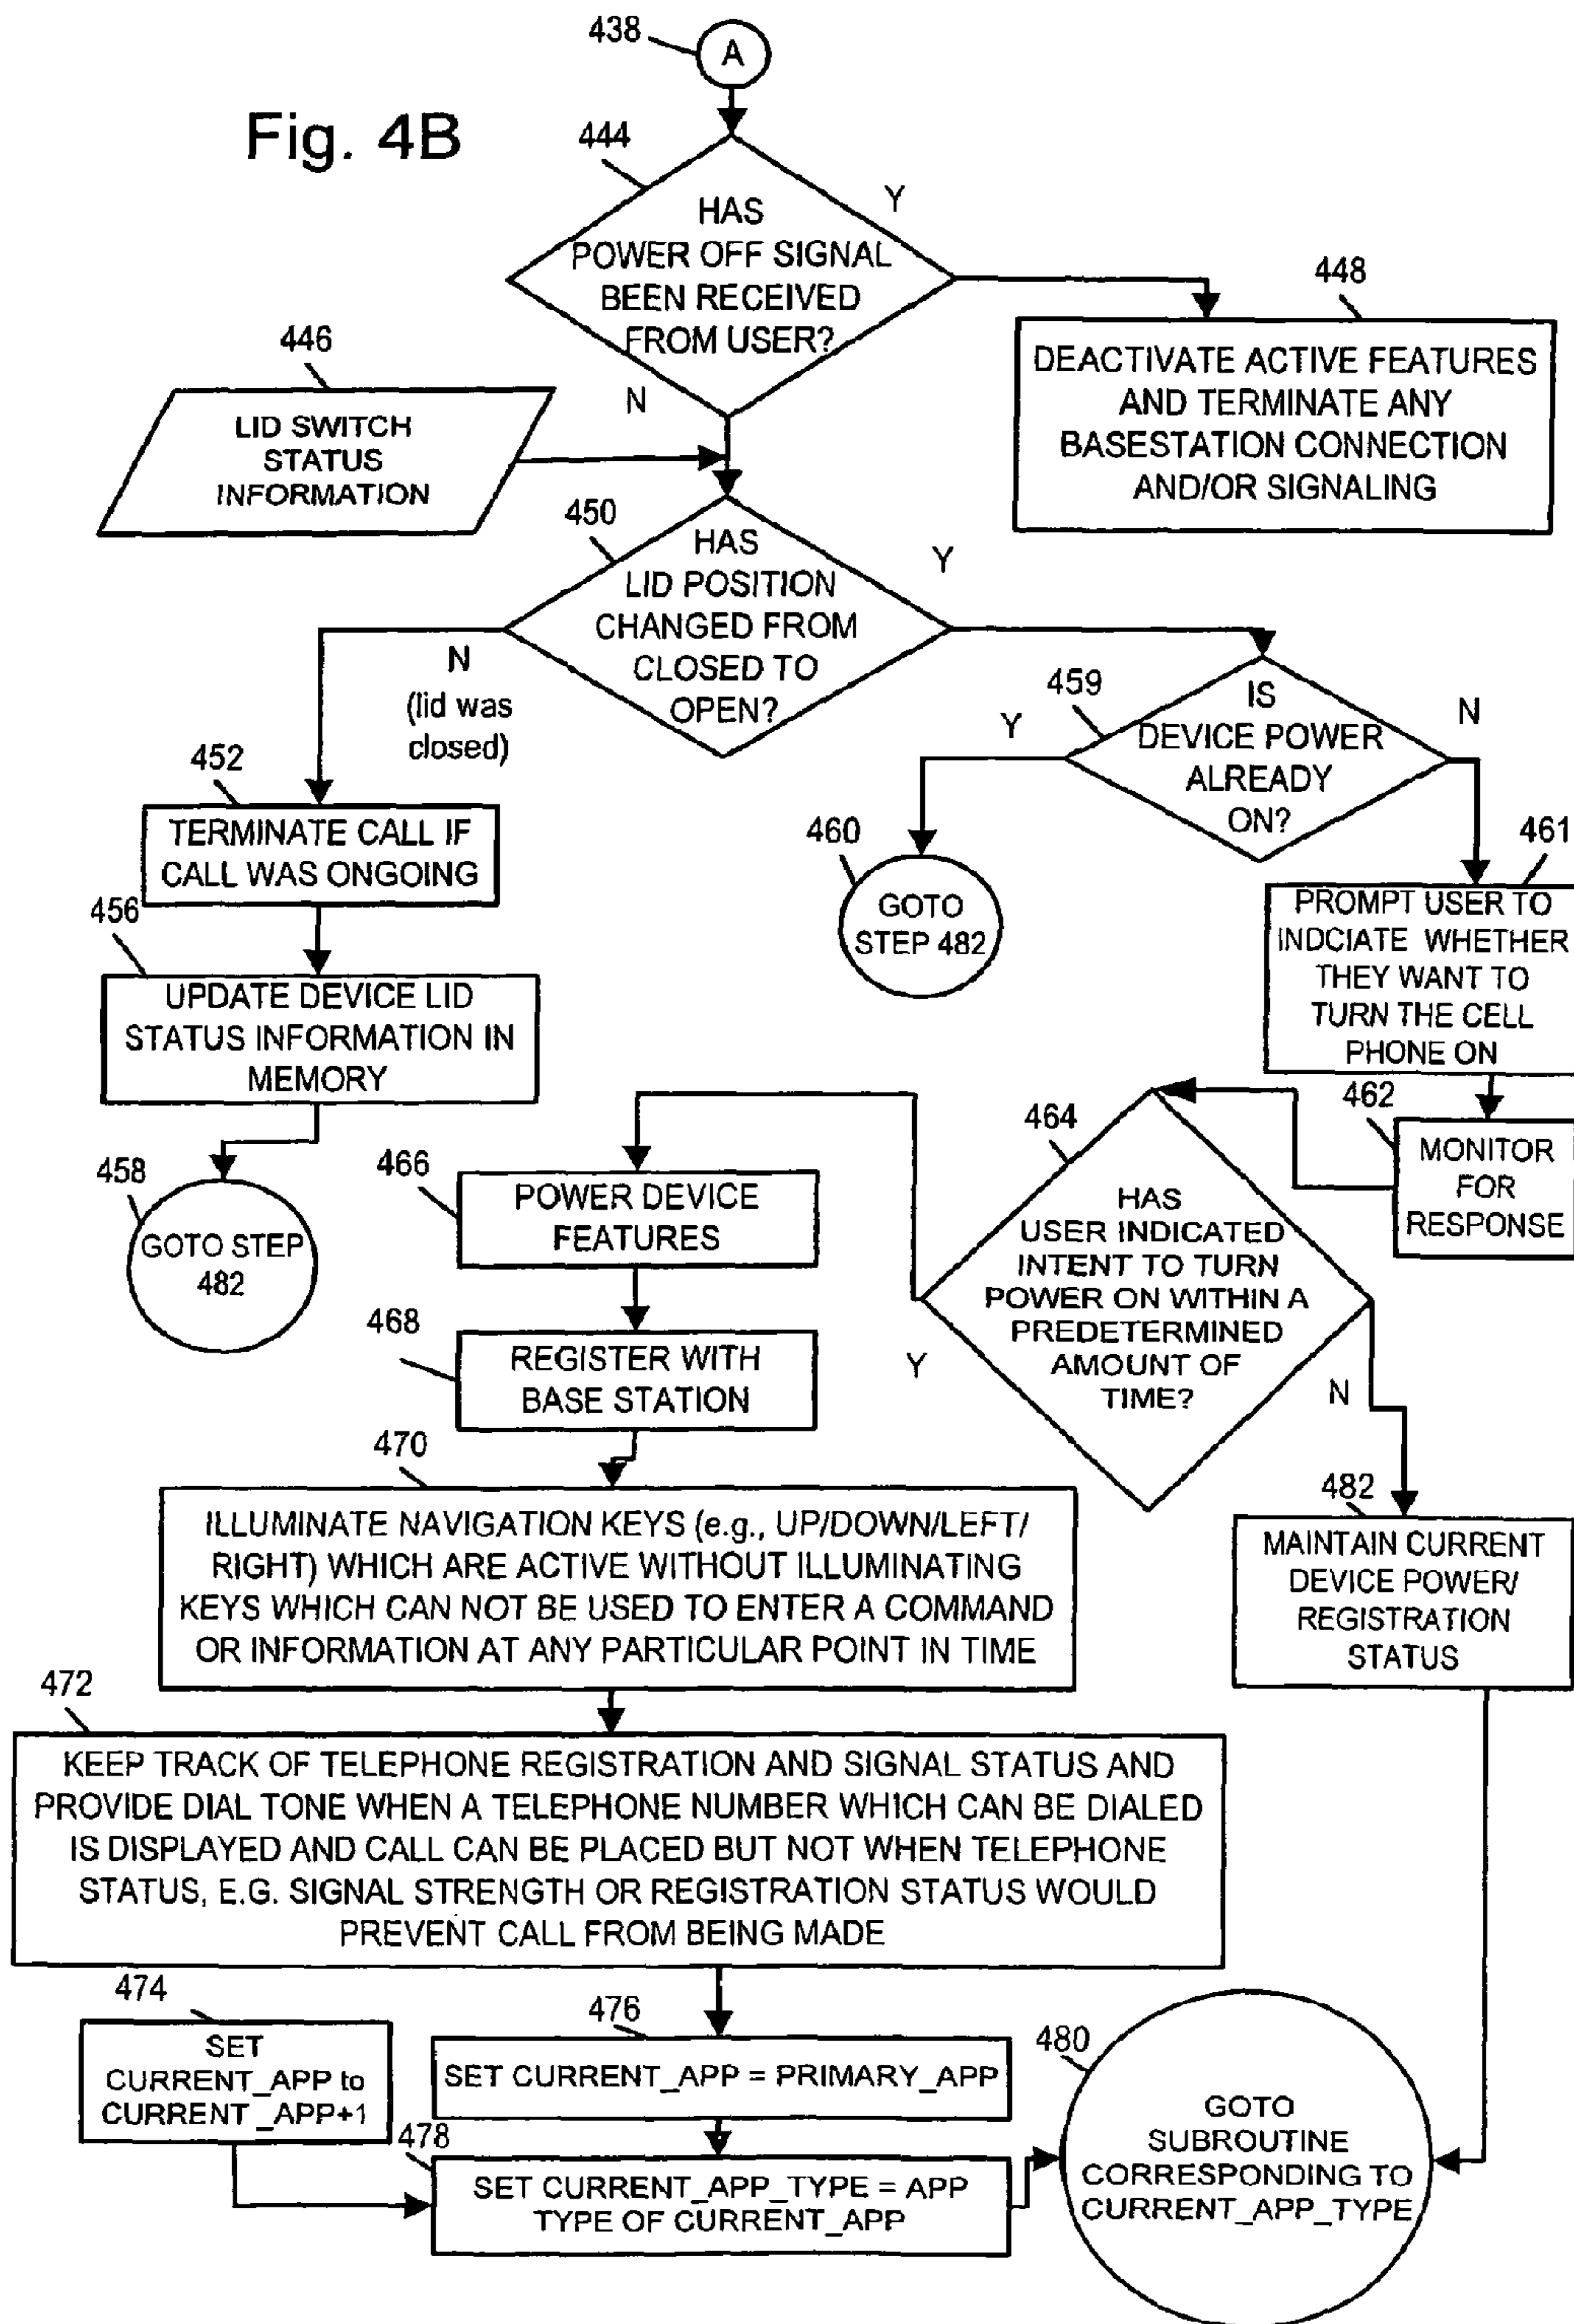 438
A
Fig. 4B
444
HAS
POWER OFF SIGNAL
BEEN RECEIVED
FROM USER?
Y
N
446
LID SWITCH
STATUS
INFORMATION
448
DEACTIVATE ACTIVE FEATURES
AND TERMINATE ANY
BASESTATION CONNECTION
AND/OR SIGNALING
450
HAS
LID POSITION
CHANGED FROM
CLOSED TO
OPEN?
Y
N
(lid was
closed)
452
TERMINATE CALL IF
CALL WAS ONGOING
456
UPDATE DEVICE LID
STATUS INFORMATION IN
MEMORY
458
GOTO STEP
482
459
IS
DEVICE POWER
ALREADY
ON?
Y
N
460
GOTO
STEP 482
461
PROMPT USER TO
INDCIATE WHETHER
THEY WANT TO
TURN THE CELL
PHONE ON
462
MONITOR
FOR
RESPONSE
464
HAS
USER INDICATED
INTENT TO TURN
POWER ON WITHIN A
PREDETERMINED
AMOUNT OF
TIME?
Y
N
466
POWER DEVICE
FEATURES
468
REGISTER WITH
BASE STATION
470
ILLUMINATE NAVIGATION KEYS (e.g., UP/DOWN/LEFT/
RIGHT) WHICH ARE ACTIVE WITHOUT ILLUMINATING
KEYS WHICH CAN NOT BE USED TO ENTER A COMMAND
OR INFORMATION AT ANY PARTICULAR POINT IN TIME
482
MAINTAIN CURRENT
DEVICE POWER/
REGISTRATION
STATUS
472
KEEP TRACK OF TELEPHONE REGISTRATION AND SIGNAL STATUS AND
PROVIDE DIAL TONE WHEN A TELEPHONE NUMBER WHICH CAN BE DIALED
IS DISPLAYED AND CALL CAN BE PLACED BUT NOT WHEN TELEPHONE
STATUS, E.G. SIGNAL STRENGTH OR REGISTRATION STATUS WOULD
PREVENT CALL FROM BEING MADE
474
SET
CURRENT_APP to
CURRENT_APP+1
476
SET CURRENT_APP = PRIMARY_APP
478
SET CURRENT_APP_TYPE = APP
TYPE OF CURRENT_APP
480
GOTO
SUBROUTINE
CORRESPONDING TO
CURRENT_APP_TYPE